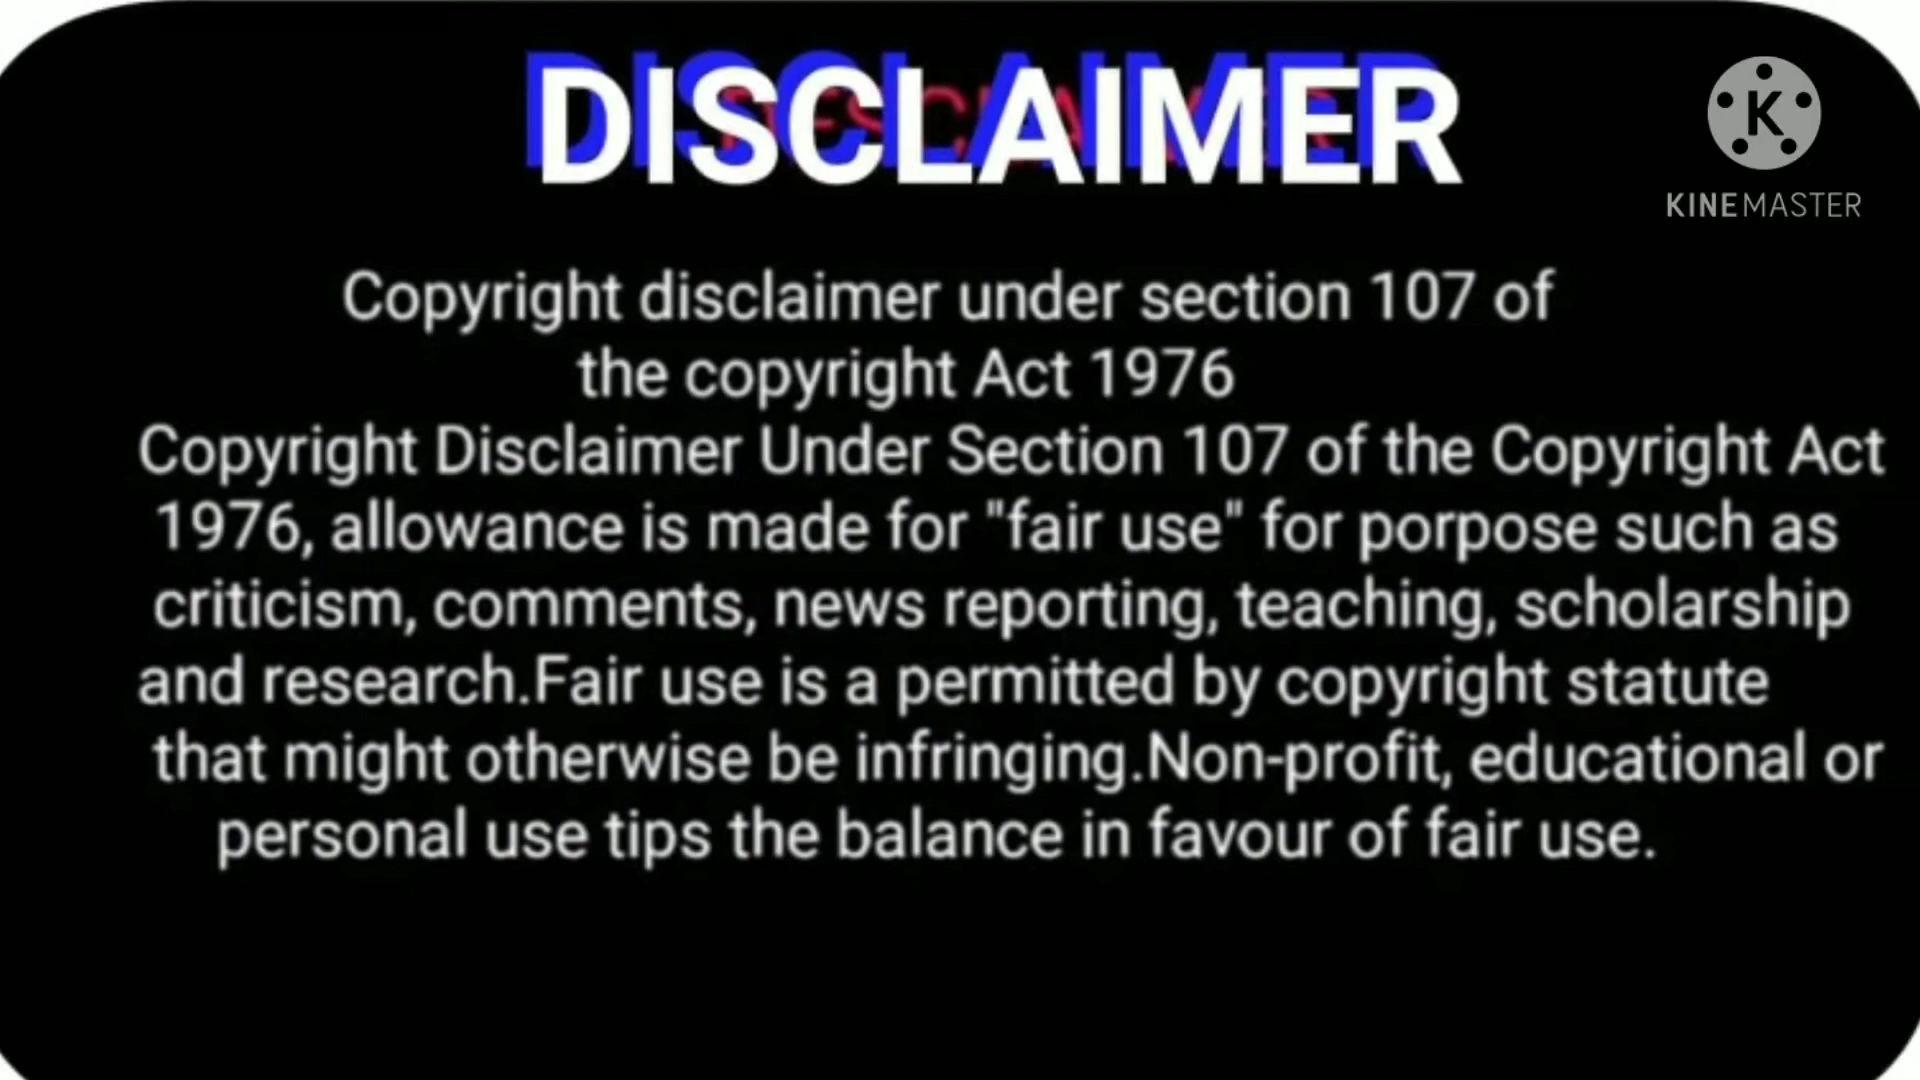 DISCLAIMER
KINEMASTER
Copyright disclaimer under section 107 of
the copyright Act 1976
Copyright Disclaimer Under Section 107 of the Copyright Act
1976, allowance is made for "fair use" for porpose such as
criticism, comments, news reporting, teaching, scholarship
and research.Fair use is a permitted by copyright statute
that might otherwise be infringing.Non-profit, educational or
personal use tips the balance in favour of fair use.